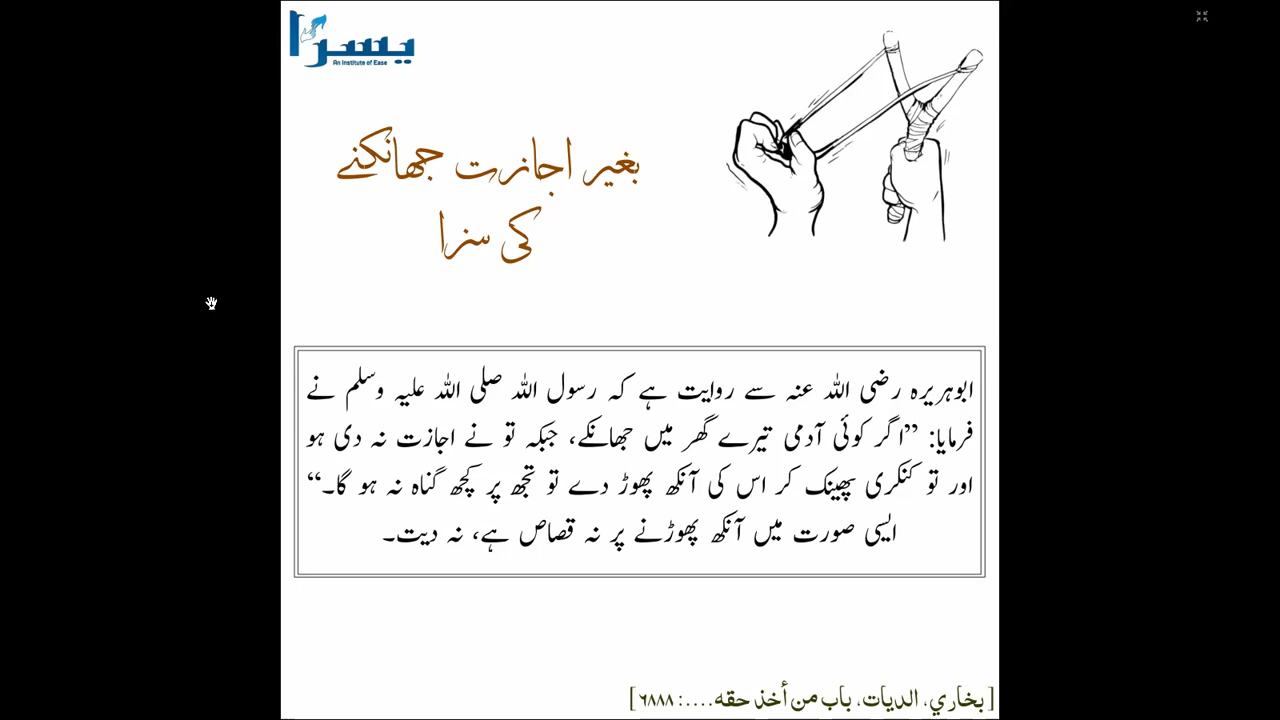 یسرا
An Institute of Ease
بغیر اجازت جھانکنے
کی سزا
ابوہریرہ رضی اللہ عنہ سے روایت ہے کہ رسول اللہ صلی اللہ علیہ وسلم نے
فرمایا: ”اگر کوئی آدمی تیرے گھر میں جھانکے، جبکہ تو نے اجازت نہ دی ہو
اور تو کنکری پھینک کر اس کی آنکھ پھوڑ دے تو تجھ پر کچھ گناہ نہ ہو گا۔“
ایسی صورت میں آنکھ پھوڑنے پر نہ قصاص ہے، نہ دیت۔
[بخاري، الديات، باب من أخذ حقه....: ٦٨٨٨]